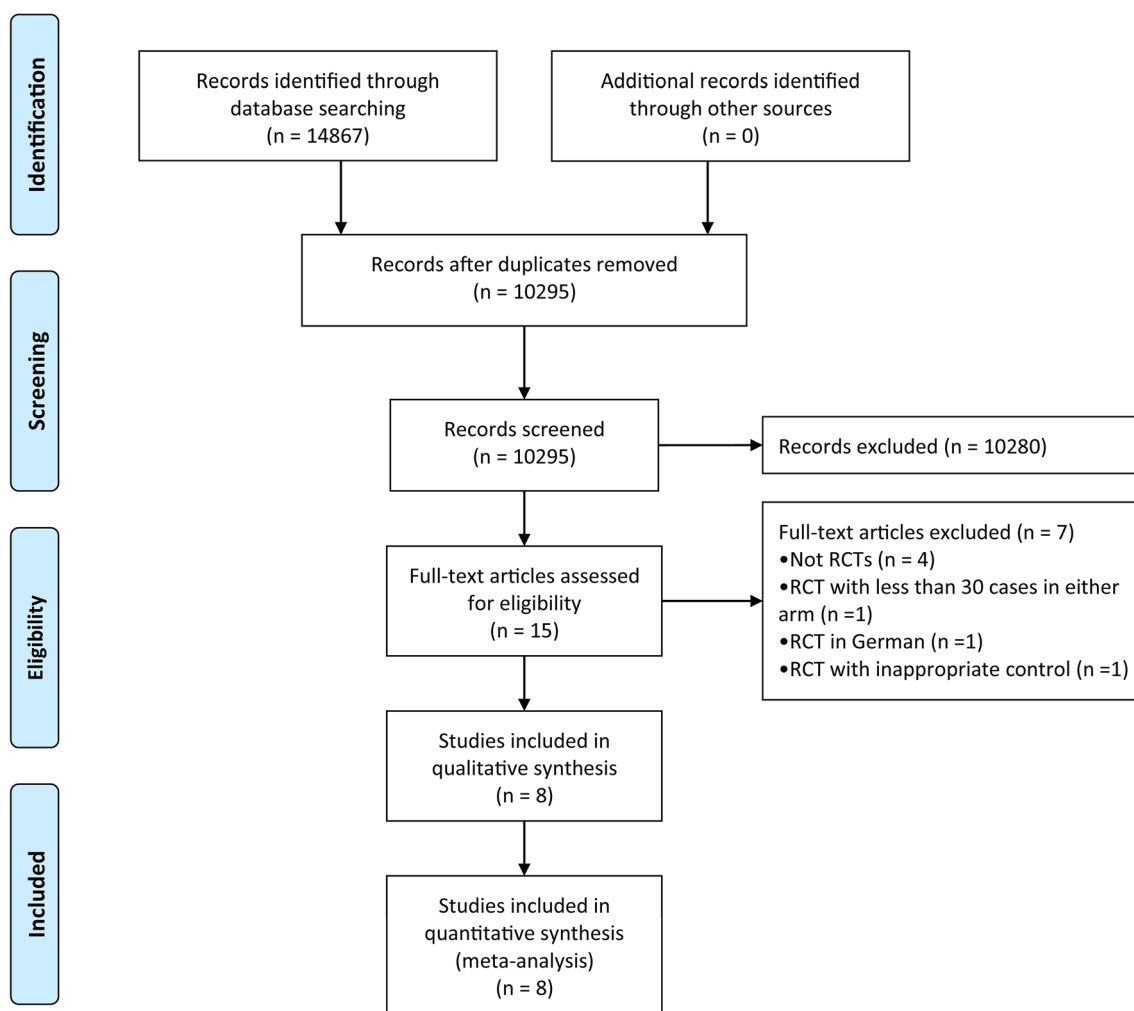 Identification
Records identified through
database searching
(n = 14867)
Additional records identified
through other sources
(n = 0)
Records after duplicates removed
(n = 10295)
Screening
Records screened
(n = 10295)
Records excluded (n = 10280)
Eligibility
Full-text articles assessed
for eligibility
(n = 15)
Full-text articles excluded (n = 7)
•Not RCTs (n = 4)
•RCT with less than 30 cases in either
arm (n =1)
•RCT in German (n =1)
•RCT with inappropriate control (n =1)
Studies included in
qualitative synthesis
(n = 8)
Included
Studies included in
quantitative synthesis
(meta-analysis)
(n = 8)